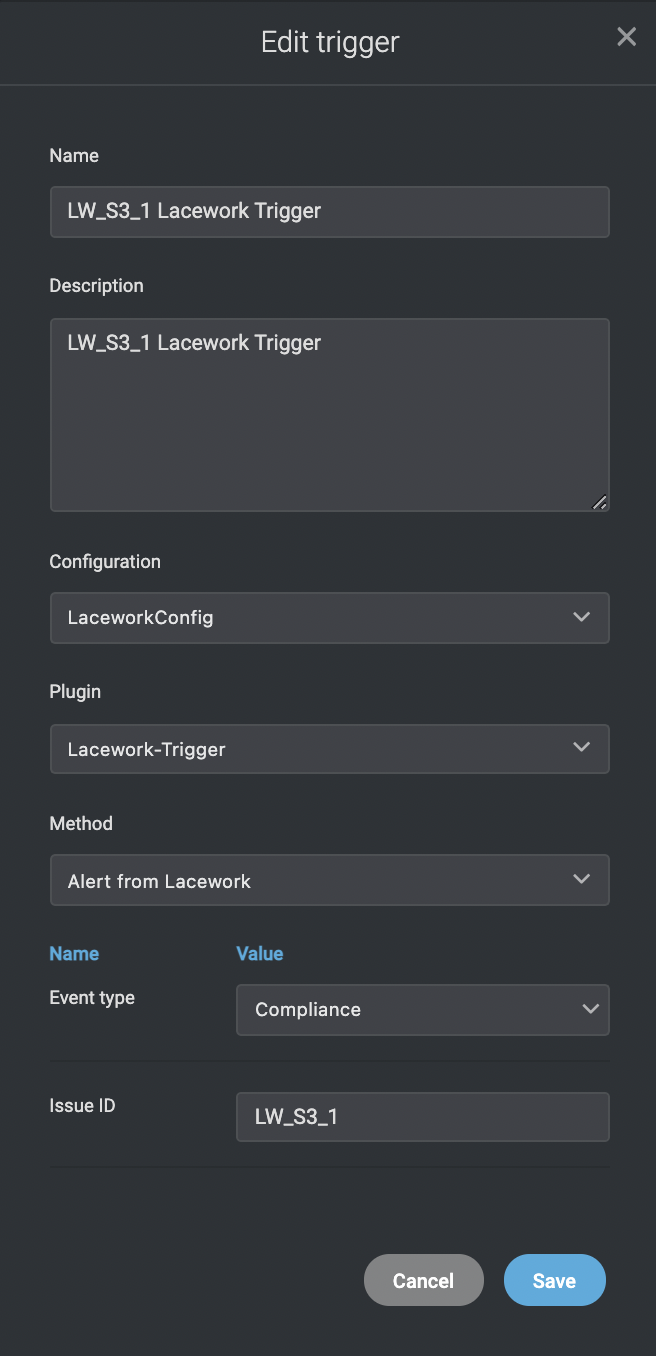 Edit trigger
Name
LW_S3_1 Lacework Trigger
Description
LW_S3_1 Lacework Trigger
Configuration
LaceworkConfig
Plugin
Lacework-Trigger
Method
Alert from Lacework
Name Value
Event type Compliance
Issue ID LW_S3_1
Cancel Save